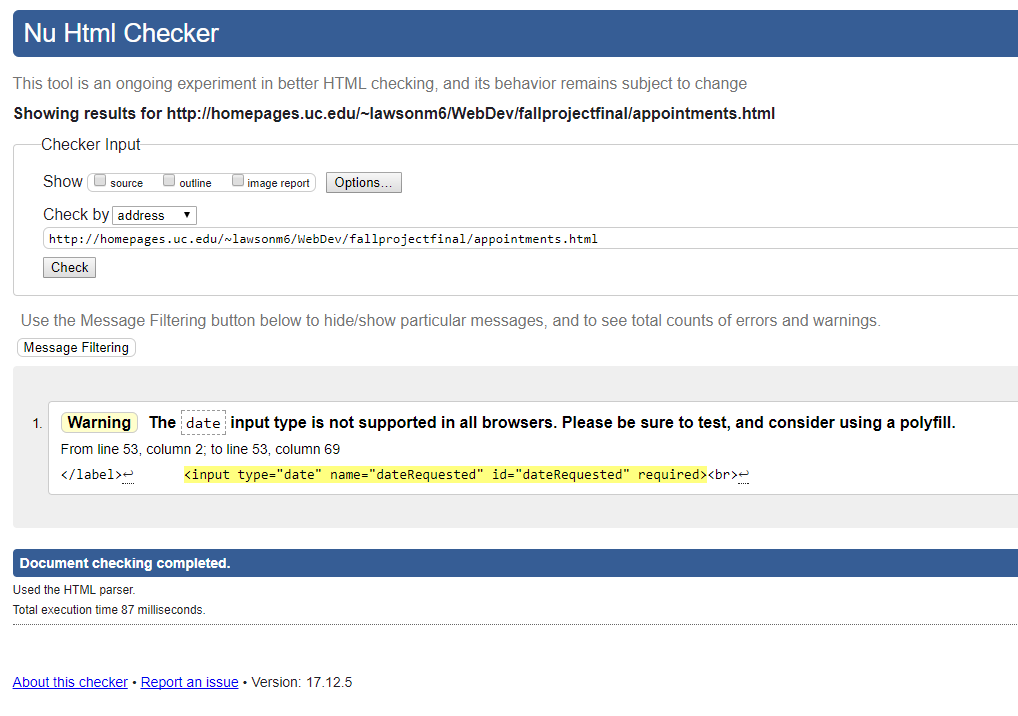 Nu Html Checker
This tool is an ongoing experiment in better HTML checking, and its behavior remains subject to change
Showing results for http://homepages.uc.edu/~lawsonm6/WebDev/fallprojectfinal/appointments.html
Checker Input
Show source outline image report Options...
Check by address ▼
http://homepages.uc.edu/~lawsonm6/WebDev/fallprojectfinal/appointments.html
Check
Use the Message Filtering button below to hide/show particular messages, and to see total counts of errors and warnings.
Message Filtering
1. Warning The date input type is not supported in all browsers. Please be sure to test, and consider using a polyfill.
From line 53, column 2; to line 53, column 69
</label>↩ <input type="date" name="dateRequested" id="dateRequested" required><br>↩
Document checking completed.
Used the HTML parser.
Total execution time 87 milliseconds.
About this checker • Report an issue • Version: 17.12.5